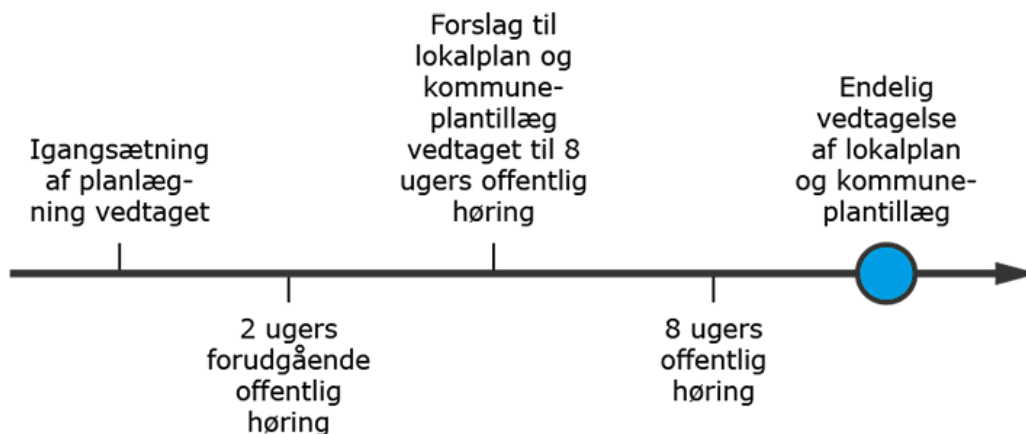 Igangsætning
af planlæg-
ning vedtaget
2 ugers
forudgående
offentlig
høring
Forslag til
lokalplan og
kommune-
plantillæg
vedtaget til 8
ugers offentlig
høring
8 ugers
offentlig
høring
Endelig
vedtagelse
af lokalplan
og kommune-
plantillæg